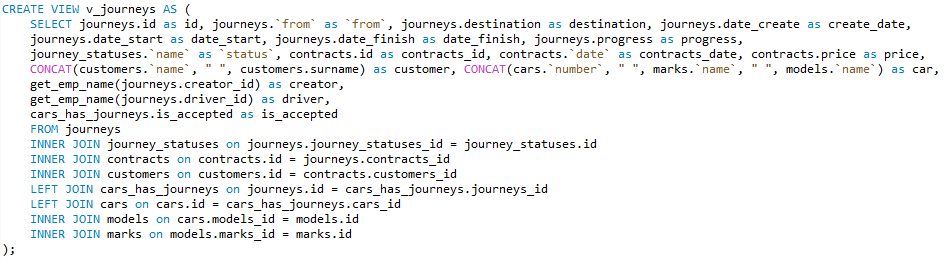 CREATE VIEW v_journeys AS (
SELECT journeys.id as id, journeys.`from` as `from`, journeys.destination as destination, journeys.date_create as create_date,
journeys.date_start as date_start, journeys.date_finish as date_finish, journeys.progress as progress,
journey_statuses.`name` as `status`, contracts.id as contracts_id, contracts.`date` as contracts_date, contracts.price as price,
CONCAT(customers.`name`, " ", customers.surname) as customer, CONCAT(cars.`number`, " ", marks.`name`, " ", models.`name`) as car,
get_emp_name(journeys.creator_id) as creator,
get_emp_name(journeys.driver_id) as driver,
cars_has_journeys.is_accepted as is_accepted
FROM journeys
INNER JOIN journey_statuses on journeys.journey_statuses_id = journey_statuses.id
INNER JOIN contracts on contracts.id = journeys.contracts_id
INNER JOIN customers on customers.id = contracts.customers_id
LEFT JOIN cars_has_journeys on journeys.id = cars_has_journeys.journeys_id
LEFT JOIN cars on cars.id = cars_has_journeys.cars_id
INNER JOIN models on cars.models_id = models.id
INNER JOIN marks on models.marks_id = marks.id
);